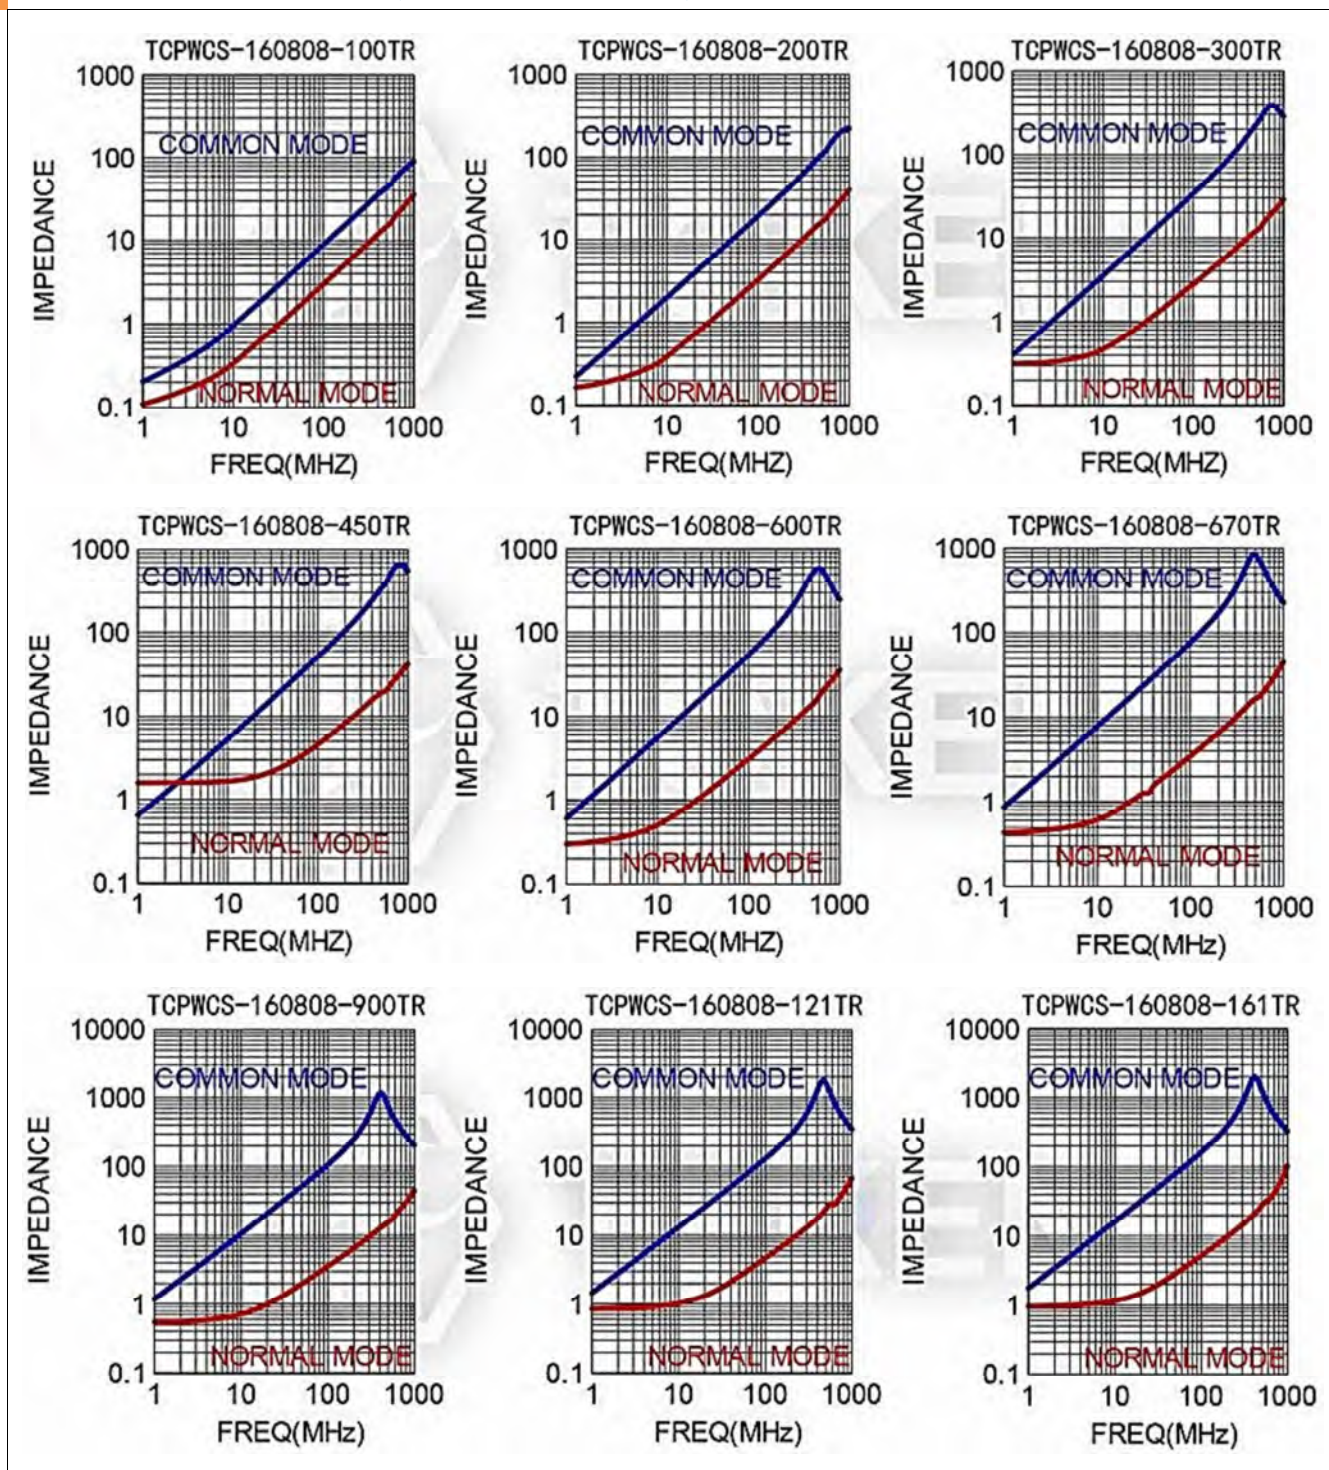 TCPWCS-160808-100TR TCPWCS-160808-200TR TCPWCS-160808-300TR
1000 1000 1000
COMMON MODE COMMON MODE COMMON MODE
100 100 100
IMPEDANCE IMPEDANCE IMPEDANCE
10 10 10
1 1 1
NORMAL MODE NORMAL MODE NORMAL MODE
0.1 0.1 0.1
1 10 100 1000 1 10 100 1000 1 10 100 1000
FREQ(MHZ) FREQ(MHZ) FREQ(MHZ)
TCPWCS-160808-450TR TCPWCS-160808-600TR TCPWCS-160808-670TR
1000 1000 1000
COMMON MODE COMMON MODE COMMON MODE
100 100 100
IMPEDANCE IMPEDANCE IMPEDANCE
10 10 10
1 1 1
NORMAL MODE NORMAL MODE NORMAL MODE
0.1 0.1 0.1
1 10 100 1000 1 10 100 1000 1 10 100 1000
FREQ(MHZ) FREQ(MHZ) FREQ(MHz)
TCPWCS-160808-900TR TCPWCS-160808-121TR TCPWCS-160808-161TR
10000 10000 10000
COMMON MODE COMMON MODE COMMON MODE
1000 1000 1000
100 100 100
IMPEDANCE IMPEDANCE IMPEDANCE
10 10 10
1 1 1
NORMAL MODE NORMAL MODE NORMAL MODE
0.1 0.1 0.1
1 10 100 1000 1 10 100 1000 1 10 100 1000
FREQ(MHz) FREQ(MHz) FREQ(MHz)